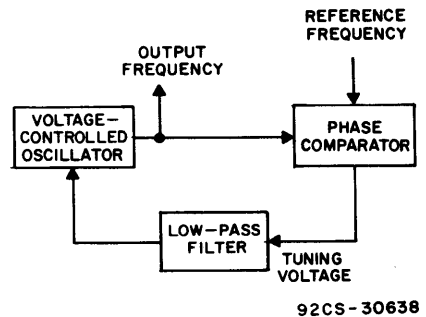 REFERENCE
FREQUENCY
OUTPUT
FREQUENCY
VOLTAGE-
CONTROLLED
OSCILLATOR
PHASE
COMPARATOR
LOW-PASS
FILTER
TUNING
VOLTAGE
92CS-30638